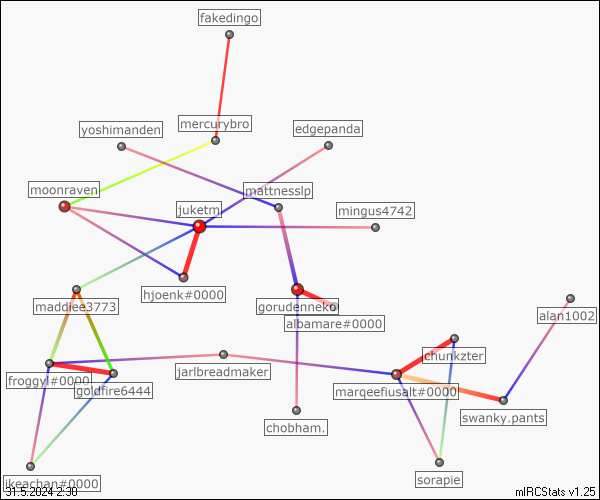 fakedingo
mercurybro
yoshimanden
edgepanda
moonraven
mattnesslp
juketm
mingus4742
hjoenk#0000
maddiee3773
gorudenneko
albamare#0000
alan1002
chunkzter
froggyl#0000
jarlbreadmaker
goldfire6444
marqeefiusalt#0000
swanky.pants
chobham.
ikeachan#0000
sorapie
31.5.2024 2:30
mIRCStats v1.25